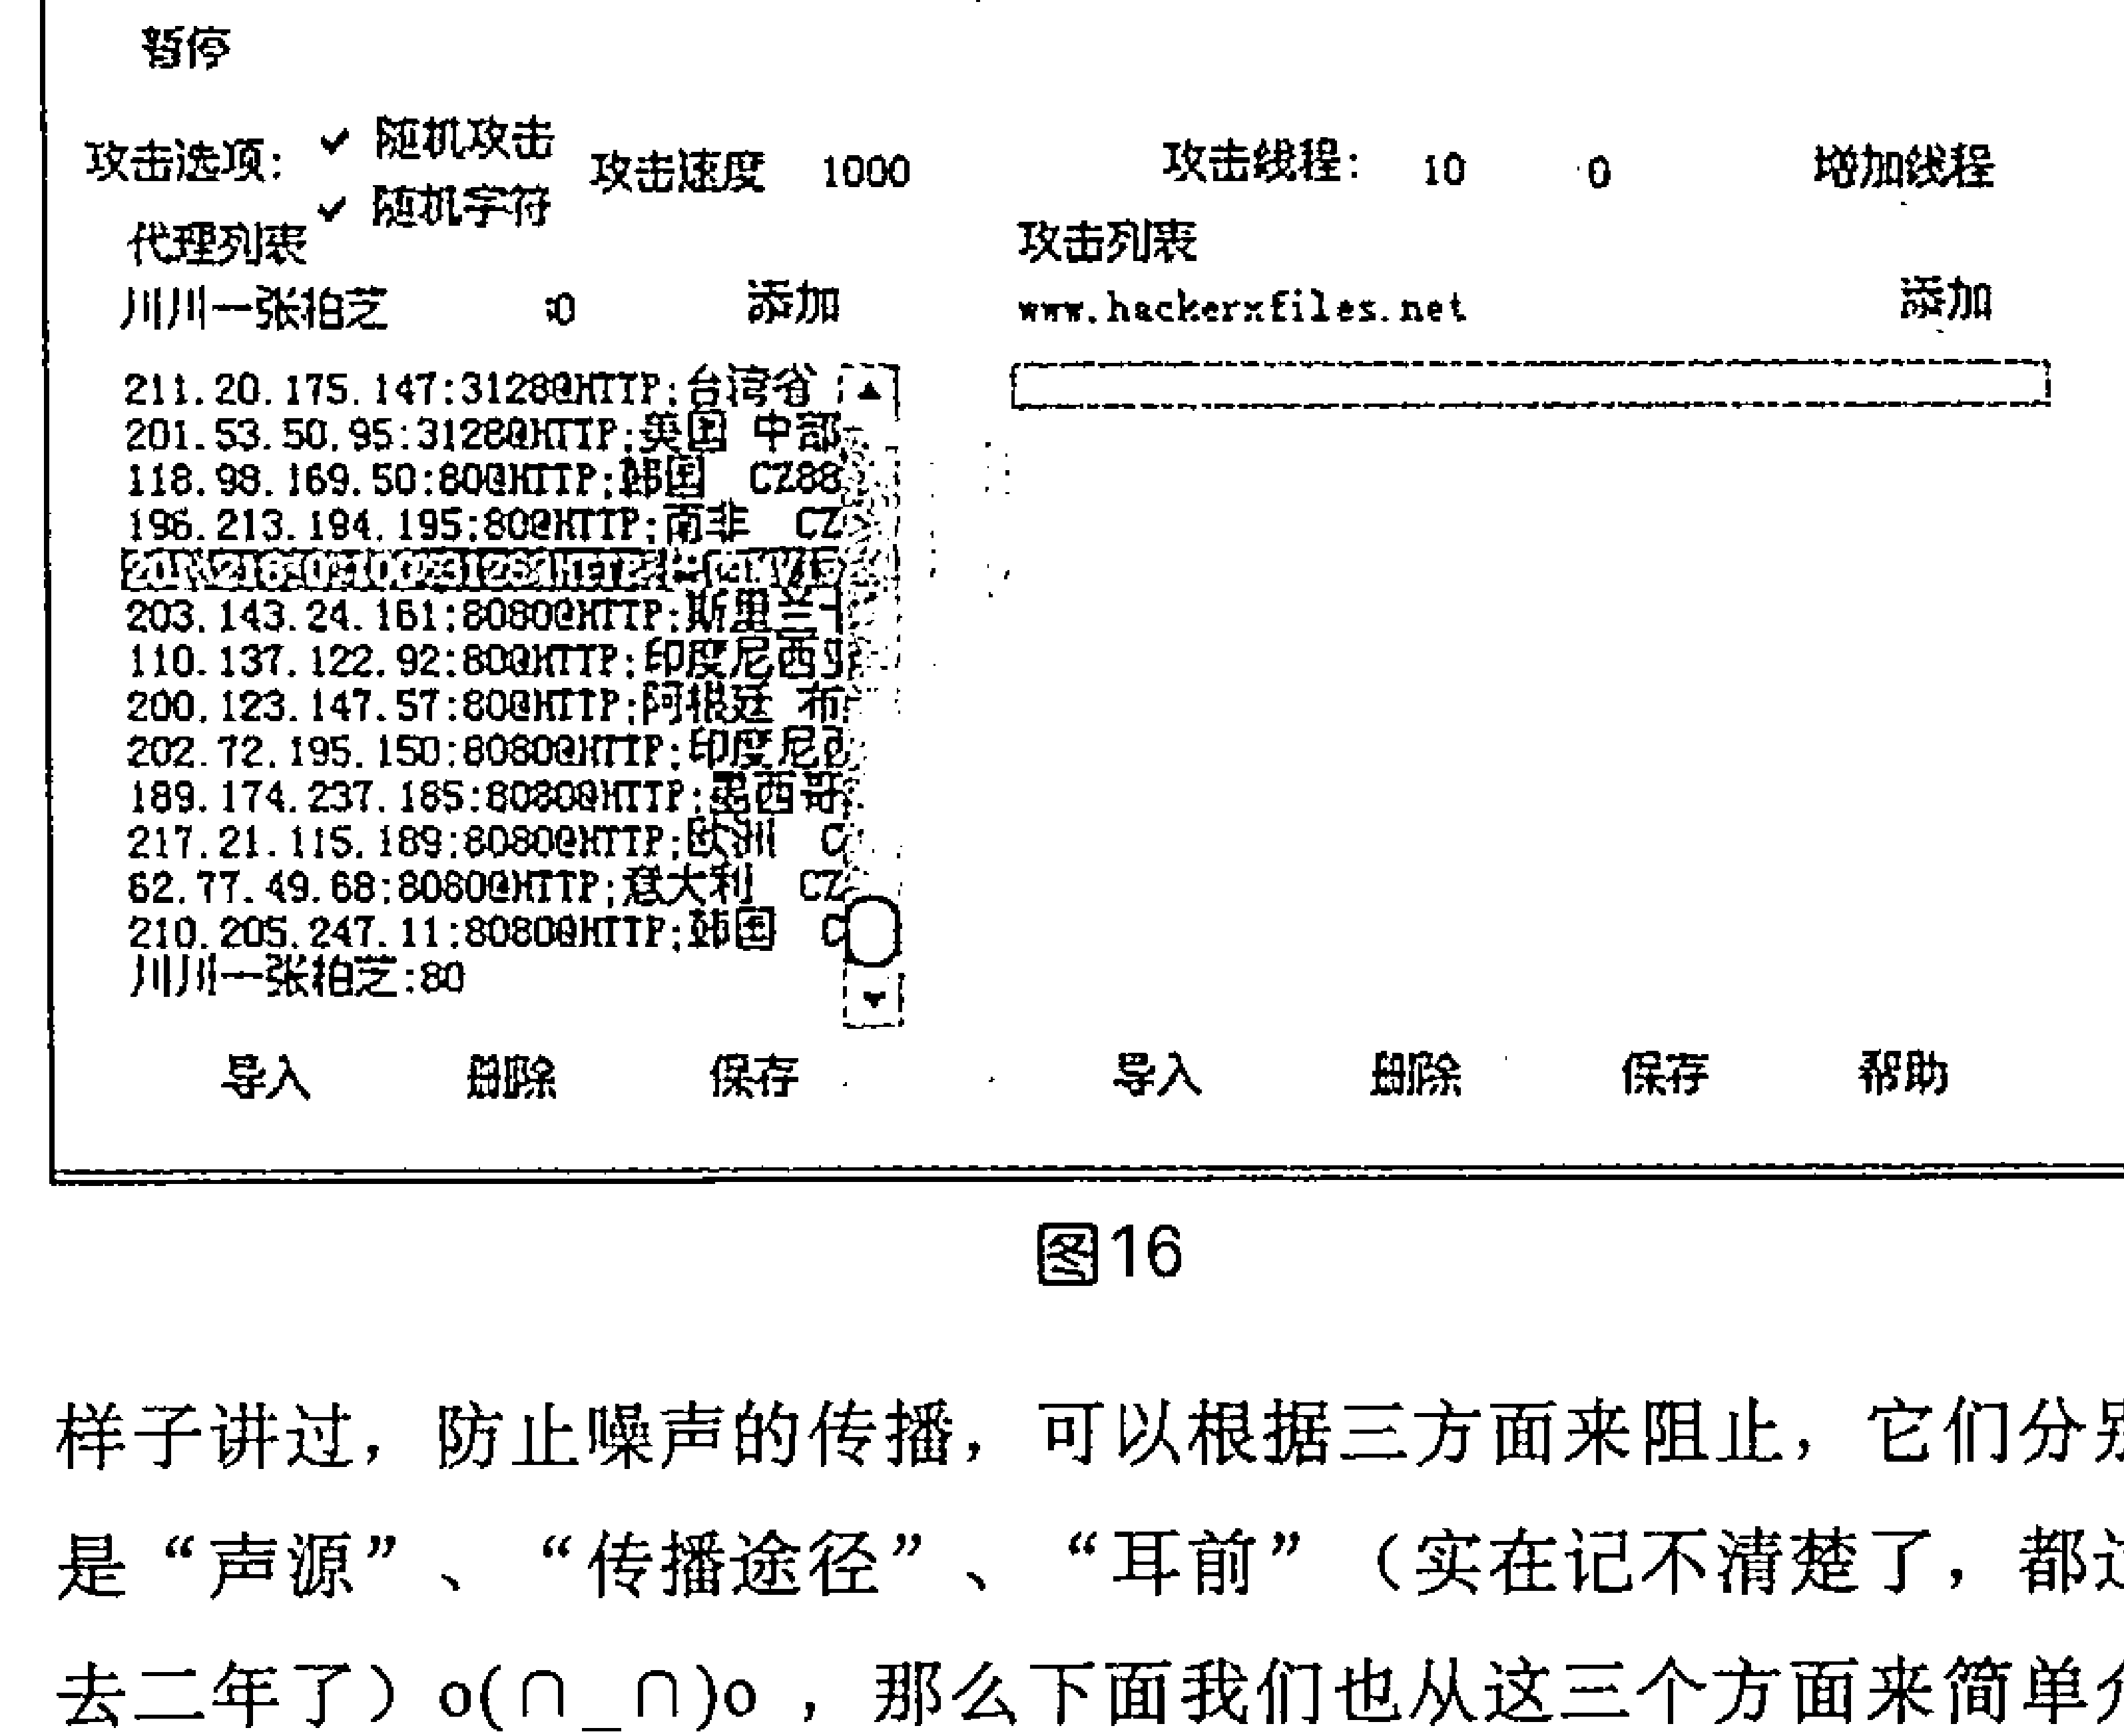 暂停
攻击选项: ✓ 随机攻击 攻击速度 1000 攻击线程: 10 0 增加线程
✓ 随机字符
代理列表 攻击列表
川川一张柏芝 :0 添加 www.hackerxfiles.net 添加
211.20.175.147:3128@HTTP;台湾省
201.53.50.95:3128@HTTP;美国 中部
118.98.169.50:80@HTTP;韩国 CZ88
196.213.194.195:80@HTTP;南非 CZ
203.143.24.161:8080@HTTP:斯里兰
110.137.122.92:80@HTTP:印度尼西
200.123.147.57:80@HTTP;阿根廷 布
202.72.195.150:8080@HTTP:印度尼
189.174.237.185:8080@HTTP:墨西哥
217.21.115.189:8080@HTTP;欧洲 C
62.77.49.68:8080@HTTP;意大利 CZ
210.205.247.11:8080@HTTP;韩国 C
川川一张柏芝:80
导入 删除 保存 导入 删除 保存 帮助
图16
样子讲过，防止噪声的传播，可以根据三方面来阻止，它们分别
是“声源”、“传播途径”、“耳前”（实在记不清楚了，都过
去二年了）o(∩_∩)o ，那么下面我们也从这三个方面来简单介